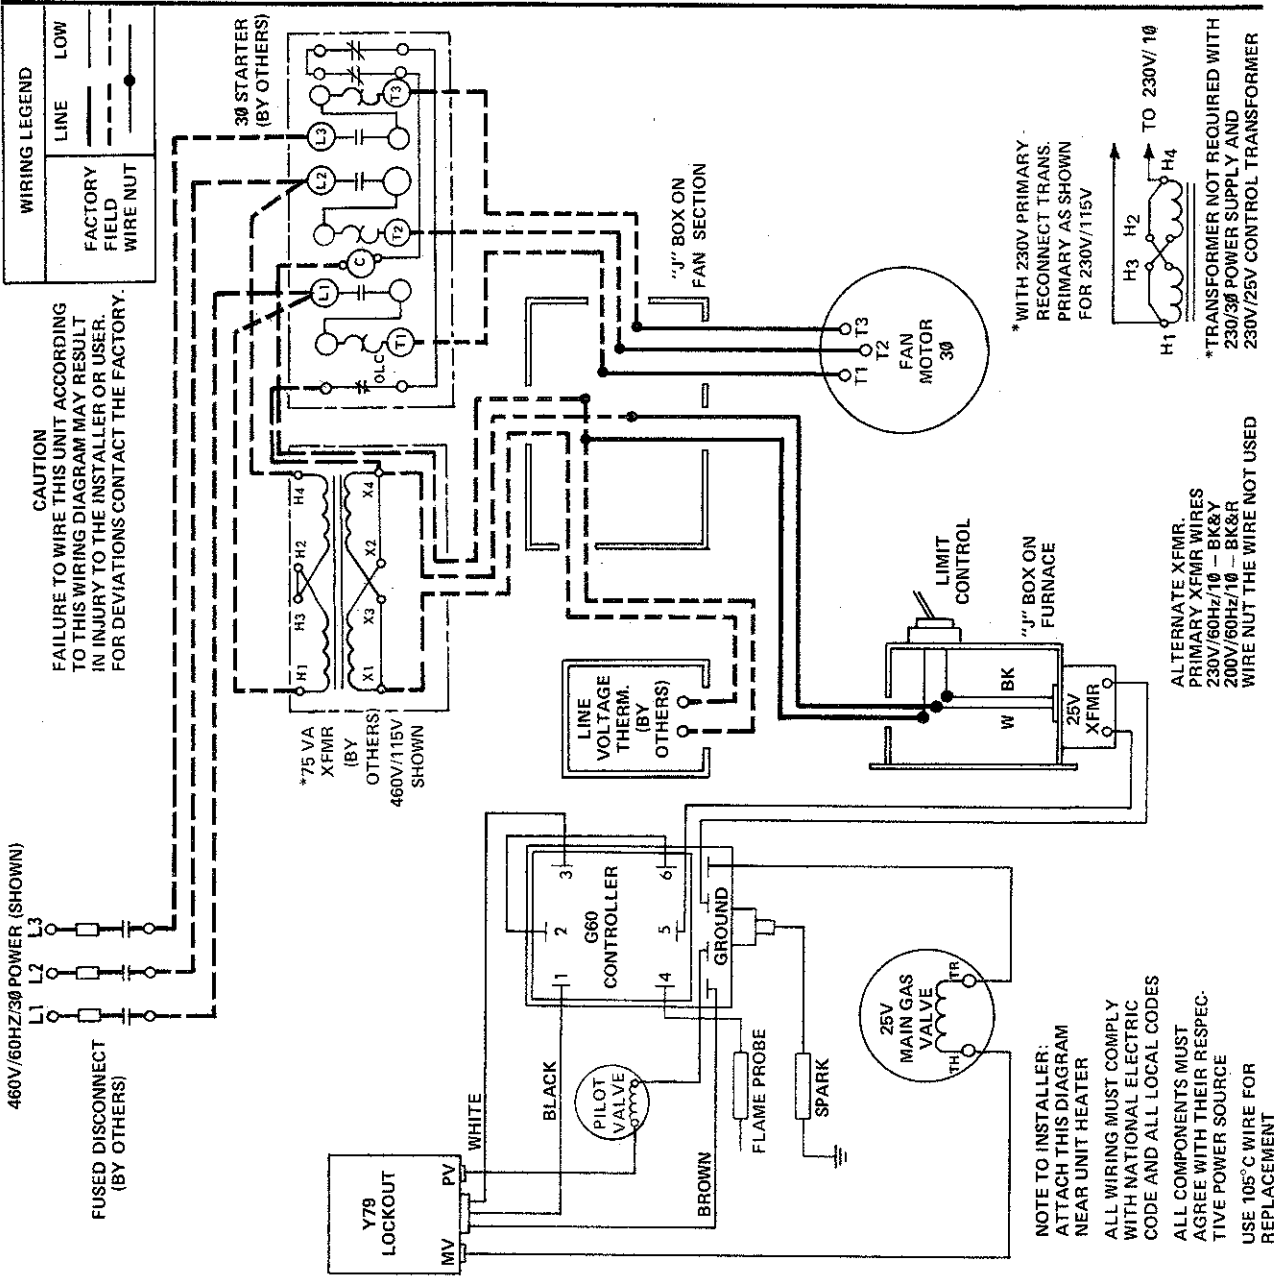 WIRING LEGEND
LINE LOW
FACTORY
FIELD
WIRE NUT
CAUTION
FAILURE TO WIRE THIS UNIT ACCORDING
TO THIS WIRING DIAGRAM MAY RESULT
IN INJURY TO THE INSTALLER OR USER.
FOR DEVIATIONS CONTACT THE FACTORY.
460V/60HZ/3Ø POWER (SHOWN)
L1 L2 L3
FUSED DISCONNECT
(BY OTHERS)
3Ø STARTER
(BY OTHERS)
L1
L2
L3
C
T1
T2
T3
OLC
*75 VA
XFMR
(BY
OTHERS)
460V/115V
SHOWN
H1 H3 H2 H4
X1 X3 X2 X4
"J" BOX ON
FAN SECTION
T1 T2 T3
FAN
MOTOR
3Ø
*WITH 230V PRIMARY
RECONNECT TRANS.
PRIMARY AS SHOWN
FOR 230V/115V
TO 230V/1Ø
H1 H3 H2 H4
*TRANSFORMER NOT REQUIRED WITH
230/3Ø POWER SUPPLY AND
230V/25V CONTROL TRANSFORMER
LINE
VOLTAGE
THERM.
(BY
OTHERS)
LIMIT
CONTROL
"J" BOX ON
FURNACE
W BK
25V
XFMR
ALTERNATE XFMR.
PRIMARY XFMR WIRES
230V/60Hz/1Ø – BK&Y
200V/60Hz/1Ø – BK&R
WIRE NUT THE WIRE NOT USED
Y79
LOCKOUT
MV PV
WHITE
BLACK
BROWN
PILOT
VALVE
G60
CONTROLLER
1 2 3
4 5 6
GROUND
FLAME PROBE
SPARK
25V
MAIN GAS
VALVE
TH TR
NOTE TO INSTALLER:
ATTACH THIS DIAGRAM
NEAR UNIT HEATER
ALL WIRING MUST COMPLY
WITH NATIONAL ELECTRIC
CODE AND ALL LOCAL CODES
ALL COMPONENTS MUST
AGREE WITH THEIR RESPEC-
TIVE POWER SOURCE
USE 105°C WIRE FOR
REPLACEMENT